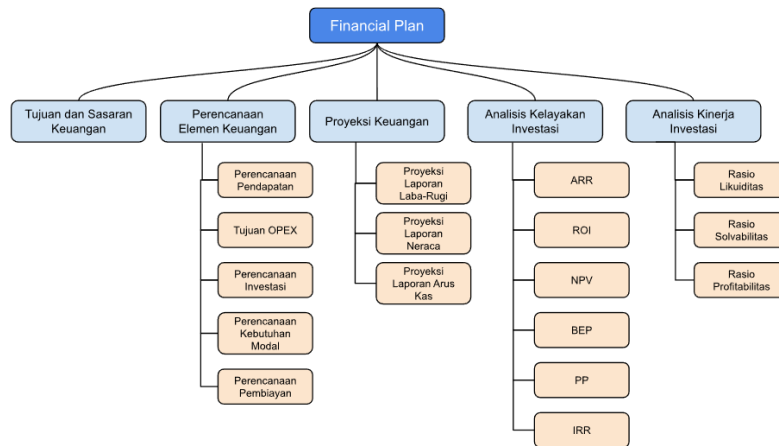 Financial Plan
Tujuan dan Sasaran
Keuangan
Perencanaan
Elemen Keuangan
Proyeksi Keuangan
Analisis Kelayakan
Investasi
Analisis Kinerja
Investasi
Perencanaan
Pendapatan
Tujuan OPEX
Perencanaan
Investasi
Perencanaan
Kebutuhan
Modal
Perencanaan
Pembiayan
Proyeksi
Laporan
Laba-Rugi
Proyeksi
Laporan
Neraca
Proyeksi
Laporan Arus
Kas
ARR
ROI
NPV
BEP
PP
IRR
Rasio
Likuiditas
Rasio
Solvabilitas
Rasio
Profitabilitas